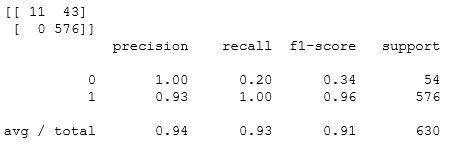 [[ 11  43]
 [  0 576]]
             precision    recall  f1-score   support

          0       1.00      0.20      0.34        54
          1       0.93      1.00      0.96       576

avg / total       0.94      0.93      0.91       630